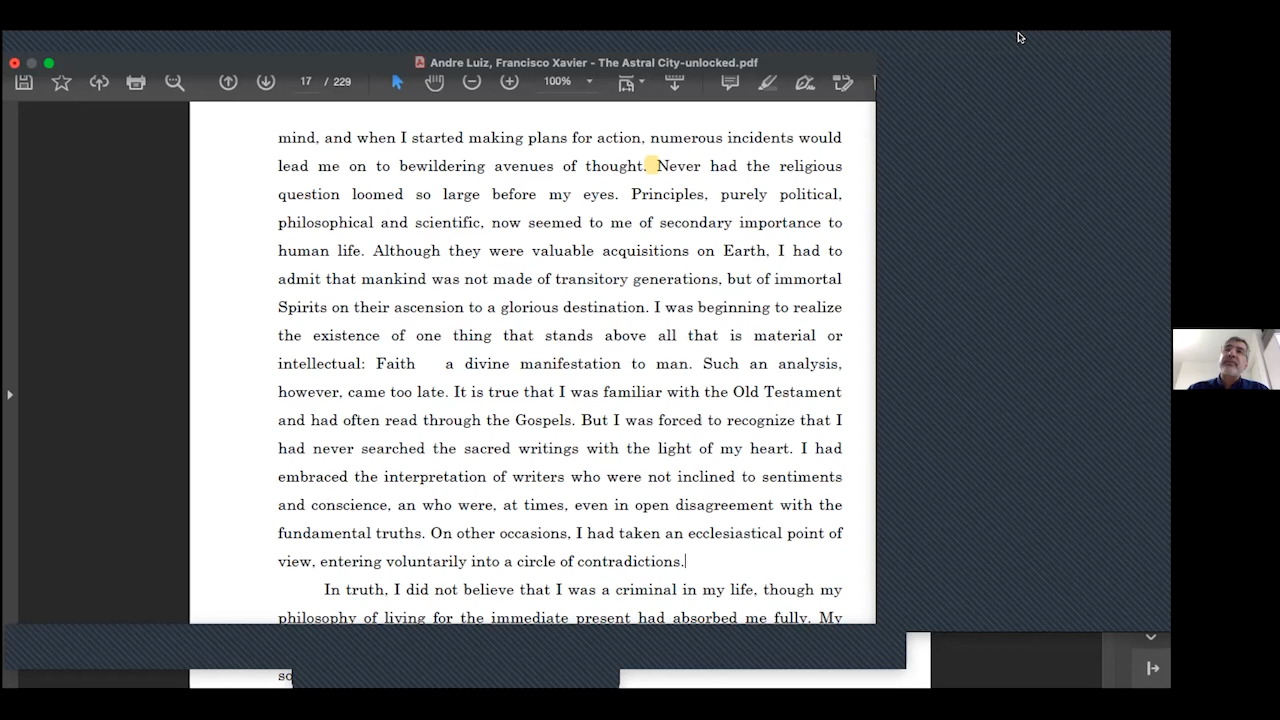 Andre Luiz, Francisco Xavier - The Astral City-unlocked.pdf
17 / 229 100%
mind, and when I started making plans for action, numerous incidents would
lead me on to bewildering avenues of thought. Never had the religious
question loomed so large before my eyes. Principles, purely political,
philosophical and scientific, now seemed to me of secondary importance to
human life. Although they were valuable acquisitions on Earth, I had to
admit that mankind was not made of transitory generations, but of immortal
Spirits on their ascension to a glorious destination. I was beginning to realize
the existence of one thing that stands above all that is material or
intellectual: Faith a divine manifestation to man. Such an analysis,
however, came too late. It is true that I was familiar with the Old Testament
and had often read through the Gospels. But I was forced to recognize that I
had never searched the sacred writings with the light of my heart. I had
embraced the interpretation of writers who were not inclined to sentiments
and conscience, an who were, at times, even in open disagreement with the
fundamental truths. On other occasions, I had taken an ecclesiastical point of
view, entering voluntarily into a circle of contradictions.
In truth, I did not believe that I was a criminal in my life, though my
philosophy of living for the immediate present had absorbed me fully. My
so